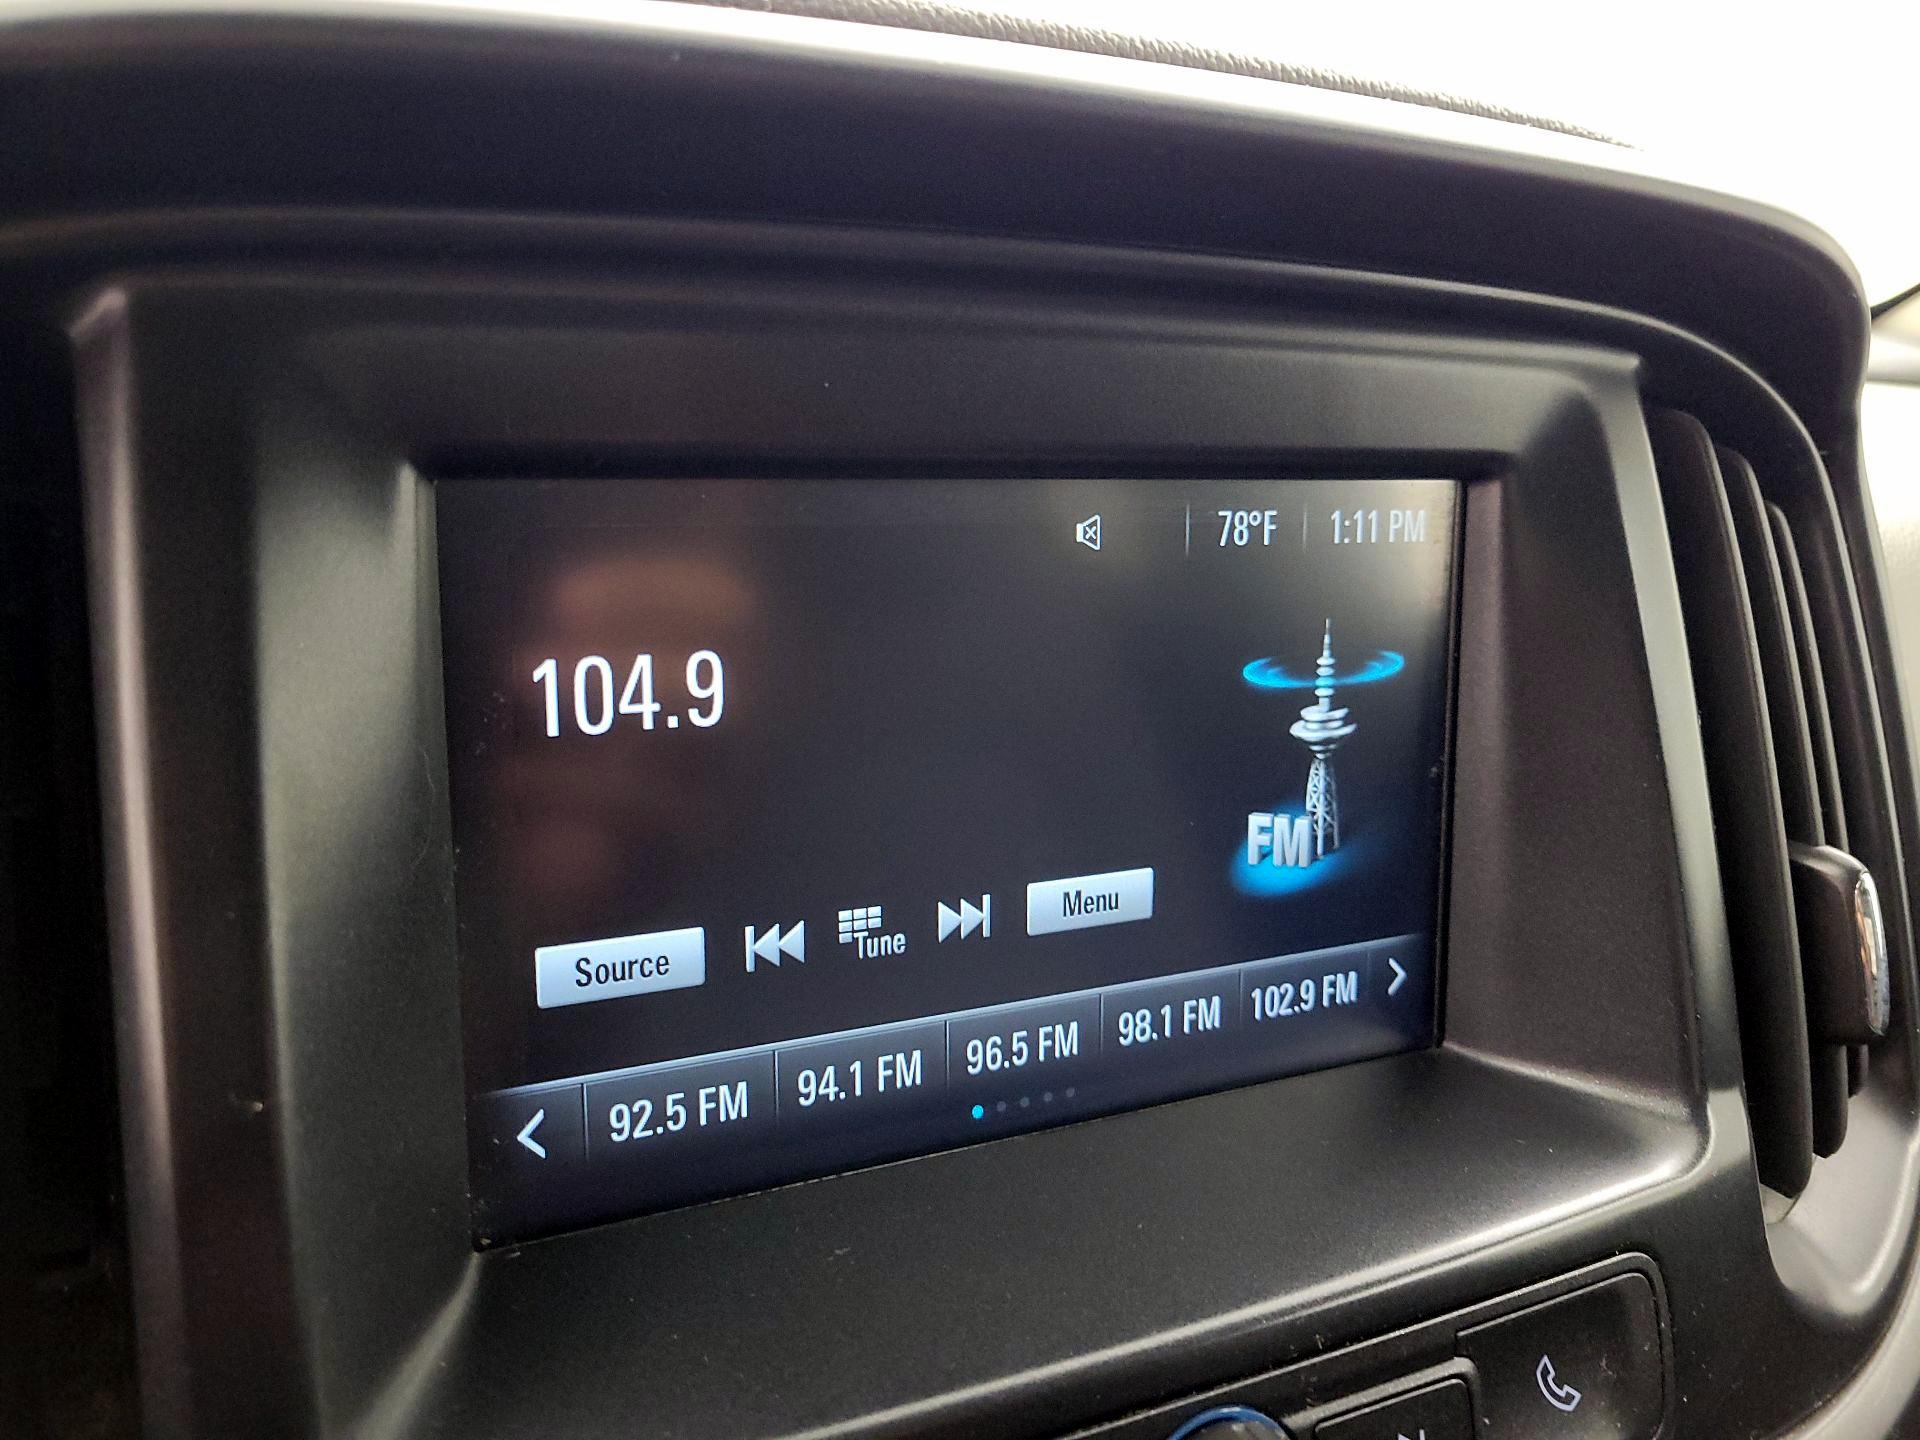 78°F 1:11 PM
104.9
FM
Source Tune Menu
92.5 FM 94.1 FM 96.5 FM 98.1 FM 102.9 FM